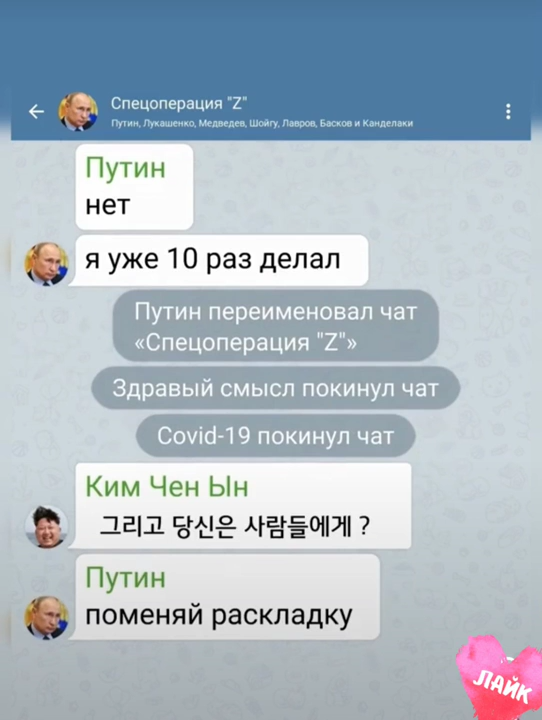 Спецоперация "Z"
Путин, Лукашенко, Медведев, Шойгу, Лавров, Басков и Канделаки
Путин
нет
я уже 10 раз делал
Путин переименовал чат
«Спецоперация "Z"»
Здравый смысл покинул чат
Covid-19 покинул чат
Ким Чен Ын
그리고 당신은 사람들에게 ?
Путин
поменяй раскладку
ЛАЙК